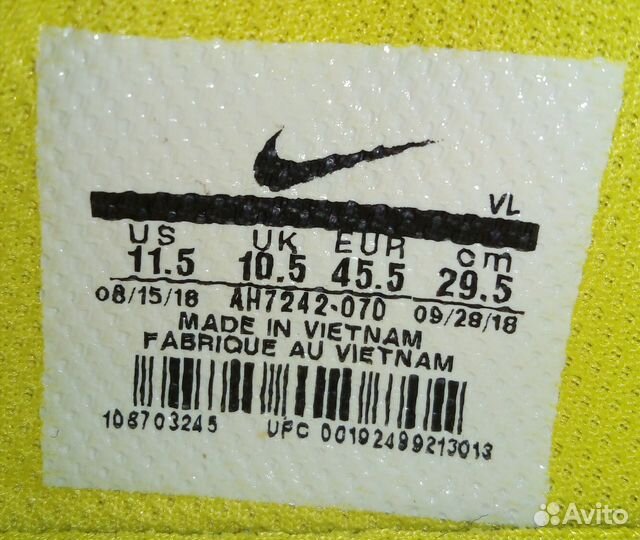 VL
US UK EUR cm
11.5 10.5 45.5 29.5
08/15/18 AH7242-070 09/28/18
MADE IN VIETNAM
FABRIQUE AU VIETNAM
108703245 UPC 00192499213013
Avito